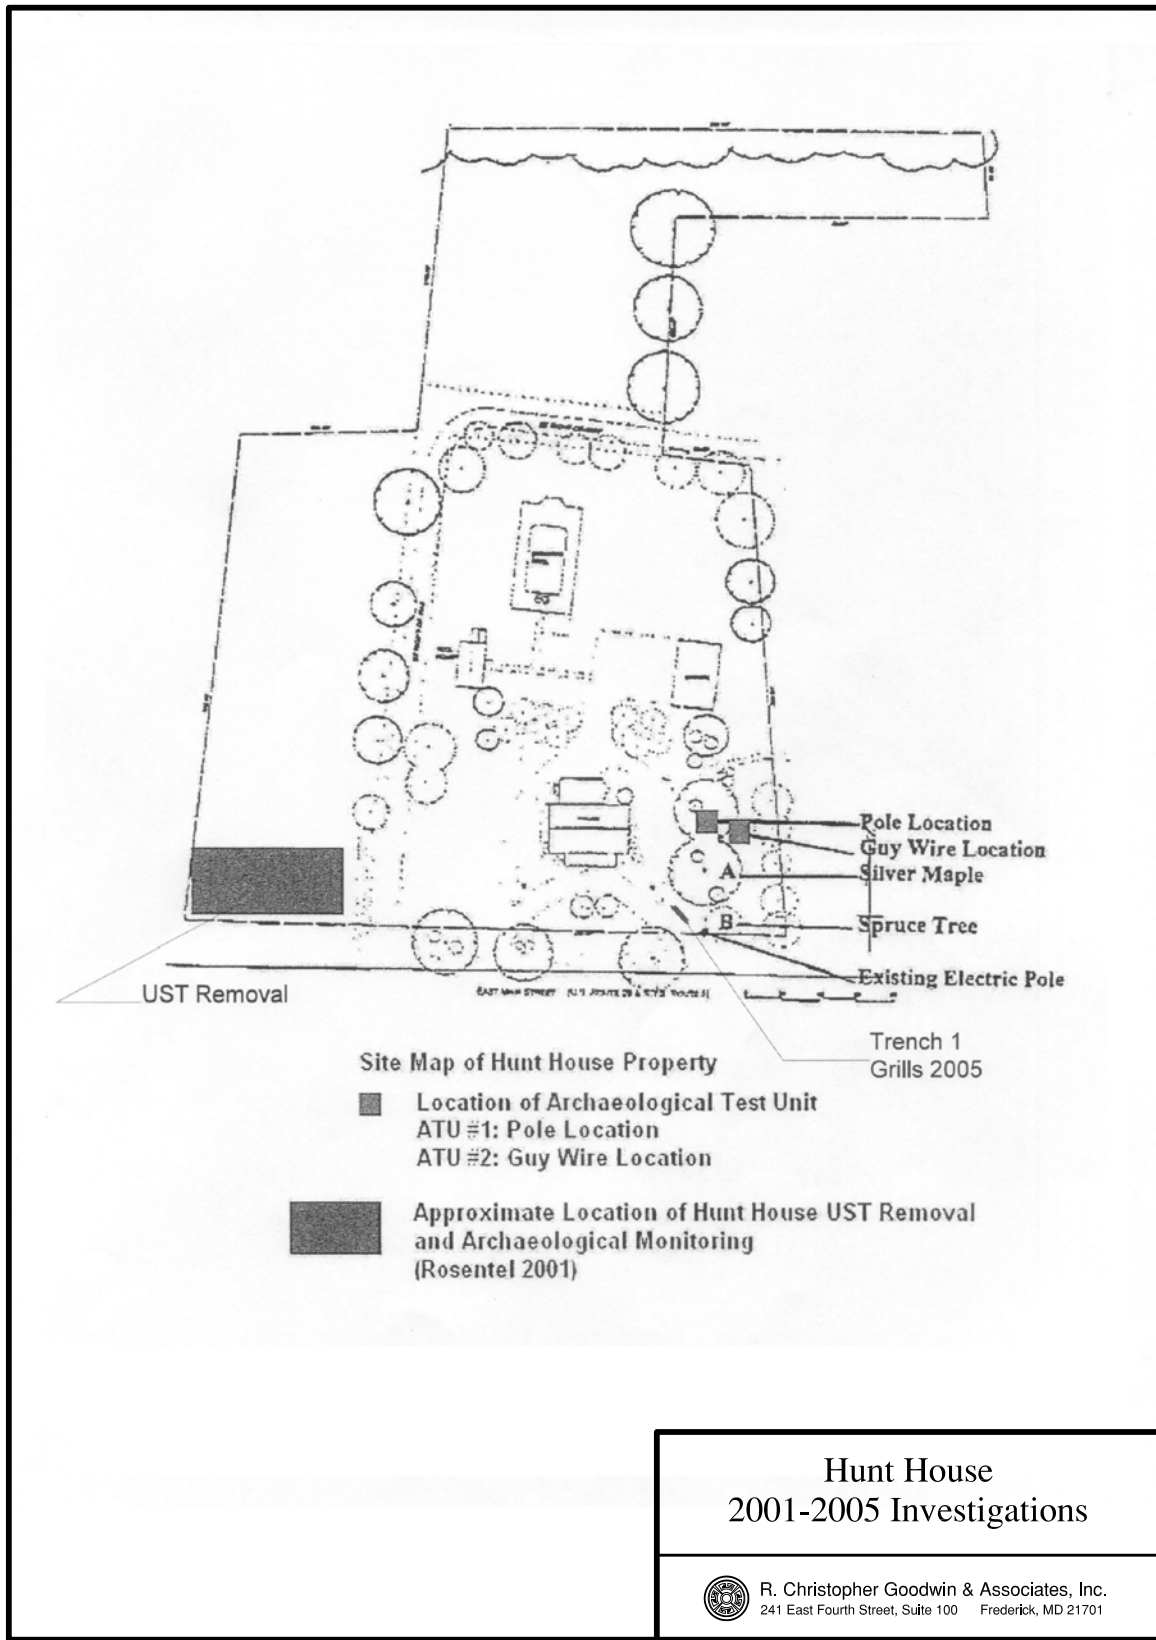 Pole Location
Guy Wire Location
A
Silver Maple
B
Spruce Tree
Existing Electric Pole
UST Removal
EAST MAIN STREET
Trench 1
Grills 2005
Site Map of Hunt House Property
Location of Archaeological Test Unit
ATU #1: Pole Location
ATU #2: Guy Wire Location
Approximate Location of Hunt House UST Removal
and Archaeological Monitoring
(Rosentel 2001)
Hunt House
2001-2005 Investigations
R. Christopher Goodwin & Associates, Inc.
241 East Fourth Street, Suite 100 Frederick, MD 21701